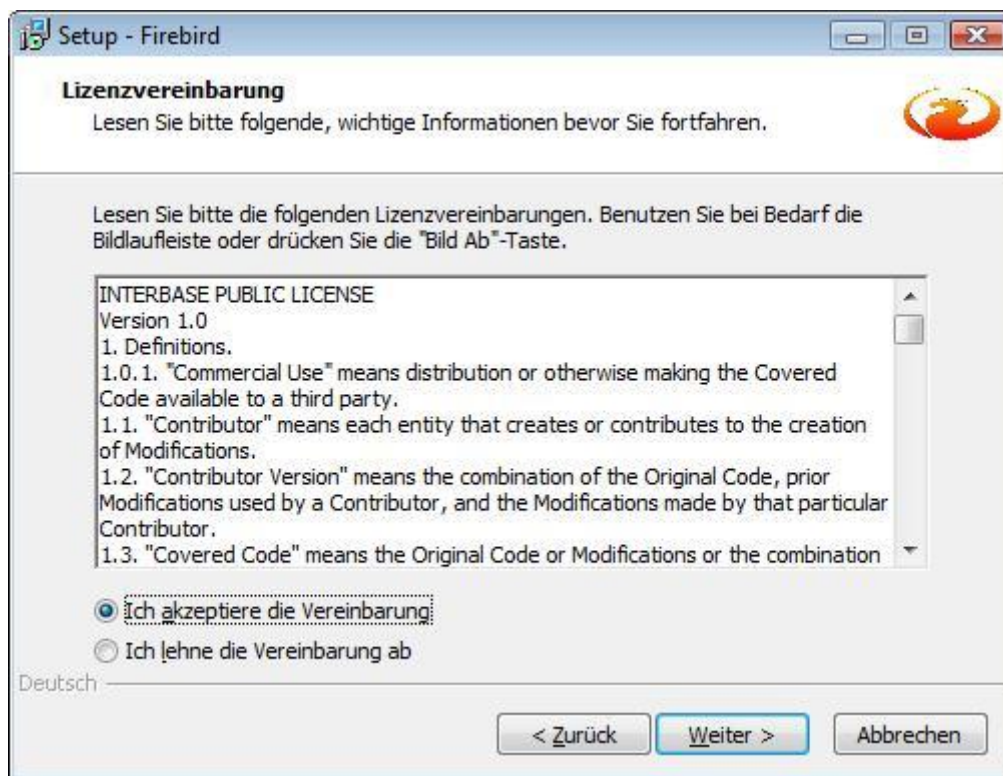 Setup - Firebird
Lizenzvereinbarung
Lesen Sie bitte folgende, wichtige Informationen bevor Sie fortfahren.
Lesen Sie bitte die folgenden Lizenzvereinbarungen. Benutzen Sie bei Bedarf die
Bildlaufleiste oder drücken Sie die "Bild Ab"-Taste.
INTERBASE PUBLIC LICENSE
Version 1.0
1. Definitions.
1.0.1. "Commercial Use" means distribution or otherwise making the Covered
Code available to a third party.
1.1. "Contributor" means each entity that creates or contributes to the creation
of Modifications.
1.2. "Contributor Version" means the combination of the Original Code, prior
Modifications used by a Contributor, and the Modifications made by that particular
Contributor.
1.3. "Covered Code" means the Original Code or Modifications or the combination
Ich akzeptiere die Vereinbarung
Ich lehne die Vereinbarung ab
Deutsch
< Zurück
Weiter >
Abbrechen